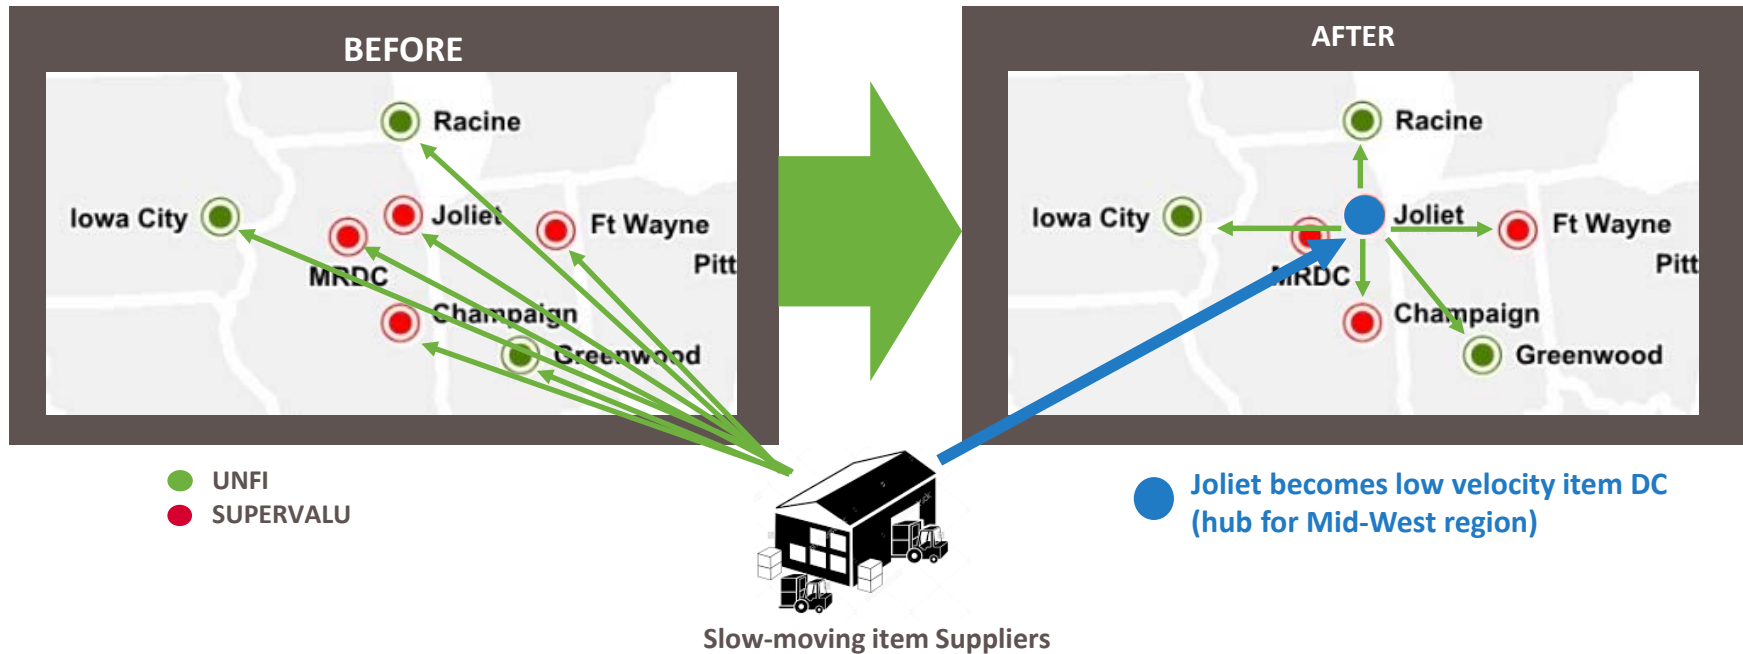 BEFORE
Racine
Iowa City
Joliet
Ft Wayne
MRDC
Pitt
Champaign
Greenwood
UNFI
SUPERVALU
AFTER
Racine
Iowa City
Joliet
Ft Wayne
MRDC
Pitt
Champaign
Greenwood
Joliet becomes low velocity item DC
(hub for Mid-West region)
Slow-moving item Suppliers